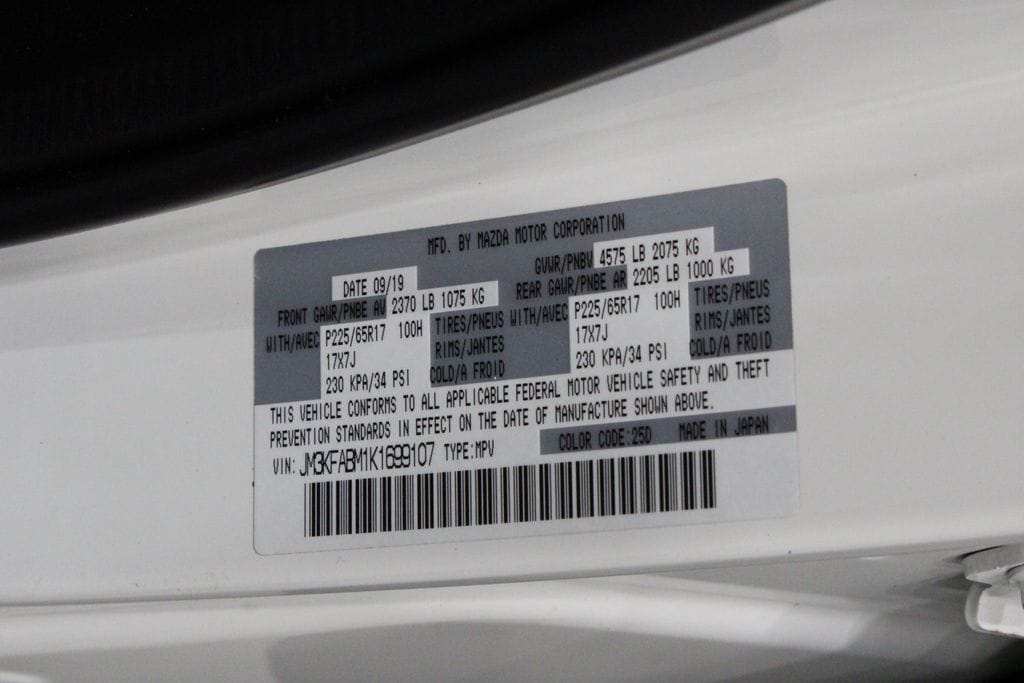 MFD. BY MAZDA MOTOR CORPORATION
DATE 09/19 GVWR/PNBV 4575 LB 2075 KG
FRONT GAWR/PNBE AV 2370 LB 1075 KG REAR GAWR/PNBE AR 2205 LB 1000 KG
WITH/AVEC P225/65R17 100H TIRES/PNEUS WITH/AVEC P225/65R17 100H TIRES/PNEUS
17X7J RIMS/JANTES 17X7J RIMS/JANTES
230 KPA/34 PSI COLD/A FROID 230 KPA/34 PSI COLD/A FROID
THIS VEHICLE CONFORMS TO ALL APPLICABLE FEDERAL MOTOR VEHICLE SAFETY AND THEFT
PREVENTION STANDARDS IN EFFECT ON THE DATE OF MANUFACTURE SHOWN ABOVE.
VIN: JM3KFABM1K1699107 TYPE:MPV COLOR CODE:25D MADE IN JAPAN